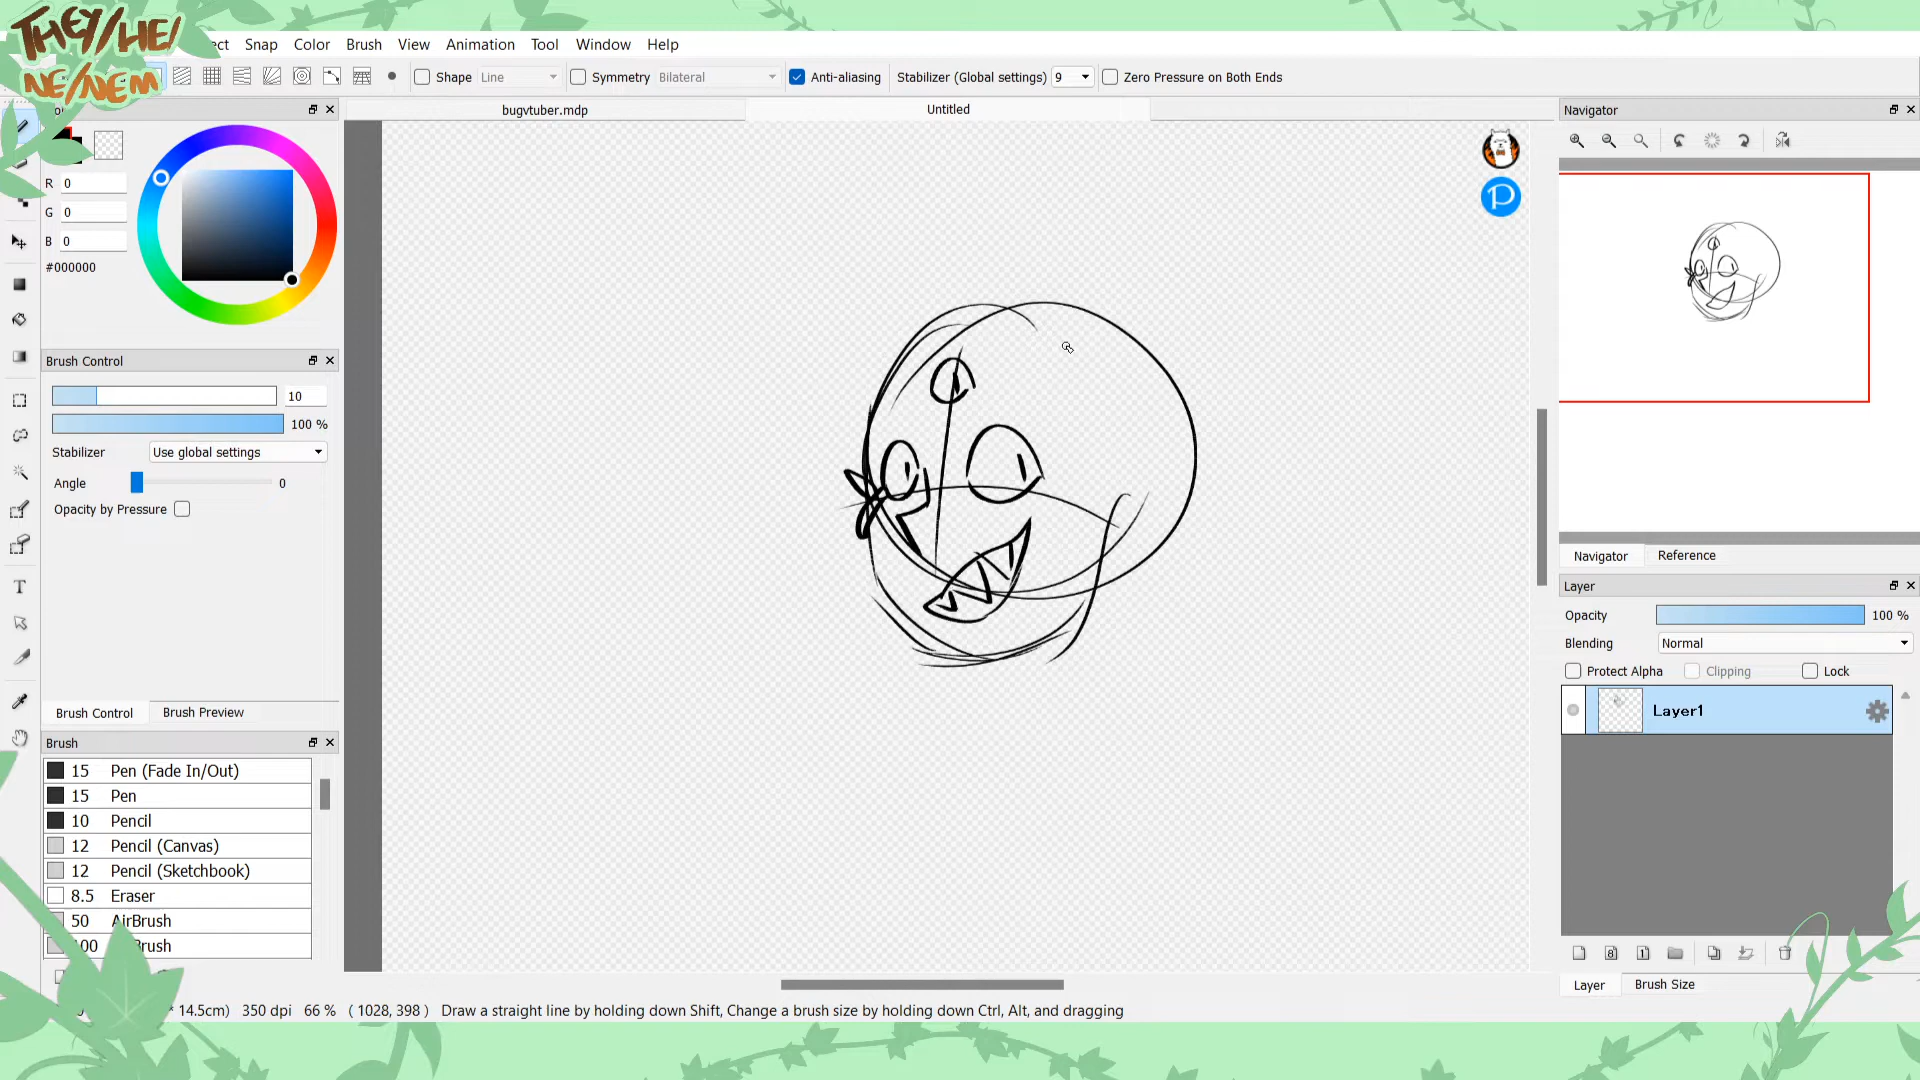 THEY/HE/
NE/NEM
ect Snap Color Brush View Animation Tool Window Help
Shape Line Symmetry Bilateral Anti-aliasing Stabilizer (Global settings) 9 Zero Pressure on Both Ends
bugvtuber.mdp Untitled
Navigator
R 0
G 0
B 0
#000000
Brush Control
10
100 %
Stabilizer Use global settings
Angle 0
Opacity by Pressure
Brush Control Brush Preview
Brush
15 Pen (Fade In/Out)
15 Pen
10 Pencil
12 Pencil (Canvas)
12 Pencil (Sketchbook)
8.5 Eraser
50 AirBrush
100 Brush
Navigator Reference
Layer
Opacity 100 %
Blending Normal
Protect Alpha Clipping Lock
Layer1
Layer Brush Size
* 14.5cm) 350 dpi 66 % ( 1028, 398 ) Draw a straight line by holding down Shift, Change a brush size by holding down Ctrl, Alt, and dragging